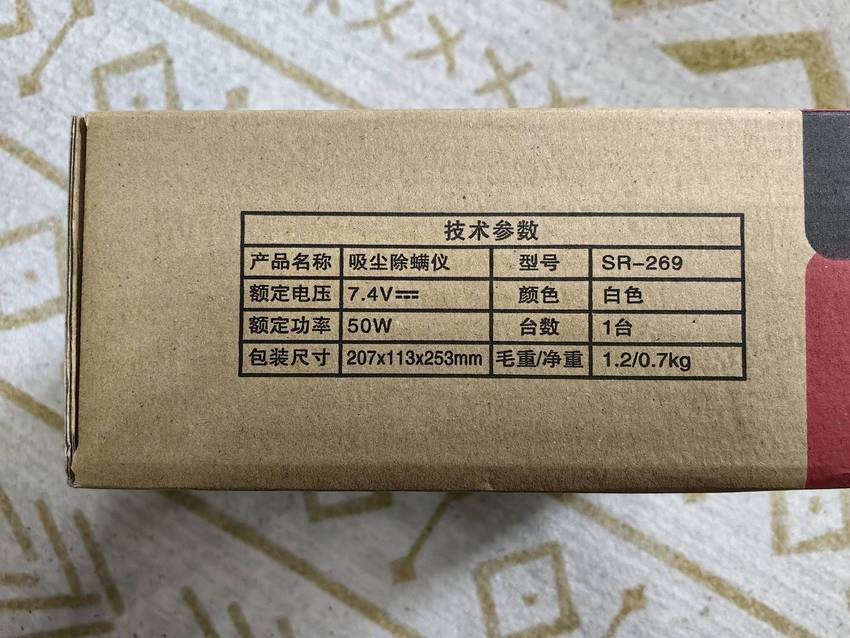 技术参数
产品名称 吸尘除螨仪 型号 SR-269
额定电压 7.4V⎓ 颜色 白色
额定功率 50W 台数 1台
包装尺寸 207x113x253mm 毛重/净重 1.2/0.7kg